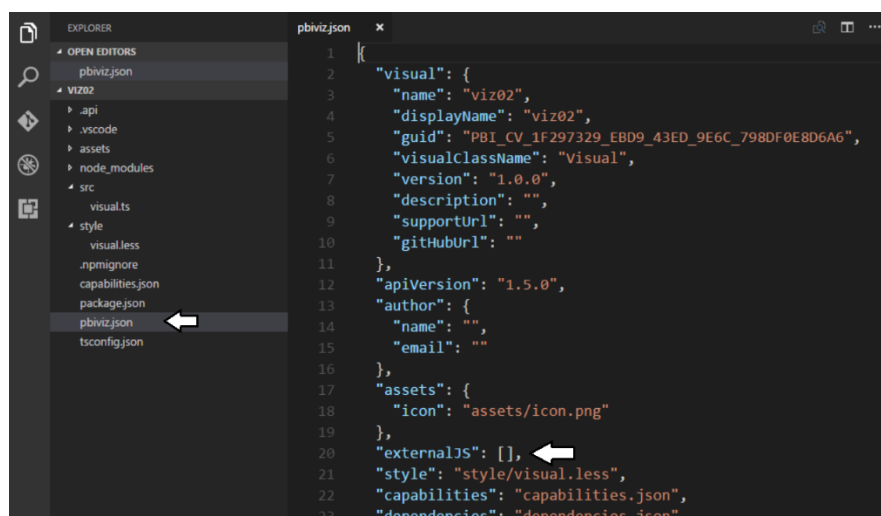 EXPLORER
OPEN EDITORS
pbiviz.json
VIZ02
.api
.vscode
assets
node_modules
src
visual.ts
style
visual.less
.npmignore
capabilities.json
package.json
pbiviz.json
tsconfig.json
pbiviz.json ×
1 {
2 "visual": {
3 "name": "viz02",
4 "displayName": "viz02",
5 "guid": "PBI_CV_1F297329_EBD9_43ED_9E6C_798DF0E8D6A6",
6 "visualClassName": "Visual",
7 "version": "1.0.0",
8 "description": "",
9 "supportUrl": "",
10 "gitHubUrl": ""
11 },
12 "apiVersion": "1.5.0",
13 "author": {
14 "name": "",
15 "email": ""
16 },
17 "assets": {
18 "icon": "assets/icon.png"
19 },
20 "externalJS": [],
21 "style": "style/visual.less",
22 "capabilities": "capabilities.json",
23 "dependencies": "dependencies.json"